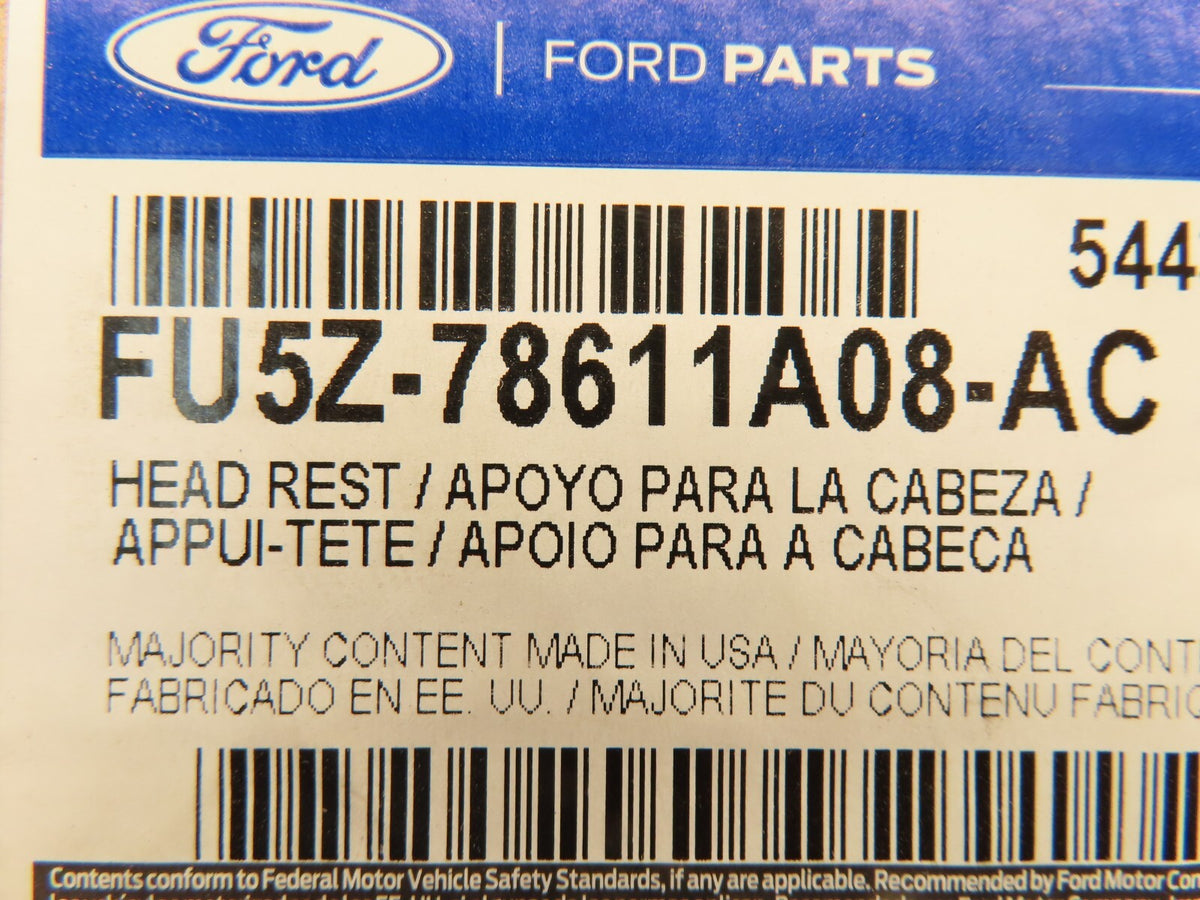 Ford | FORD PARTS
544
FU5Z-78611A08-AC
HEAD REST / APOYO PARA LA CABEZA /
APPUI-TETE / APOIO PARA A CABECA
MAJORITY CONTENT MADE IN USA / MAYORIA DEL CONT
FABRICADO EN EE. UU. / MAJORITE DU CONTENU FABRIC
Contents conform to Federal Motor Vehicle Safety Standards, if any are applicable. Recommended by Ford Motor Com